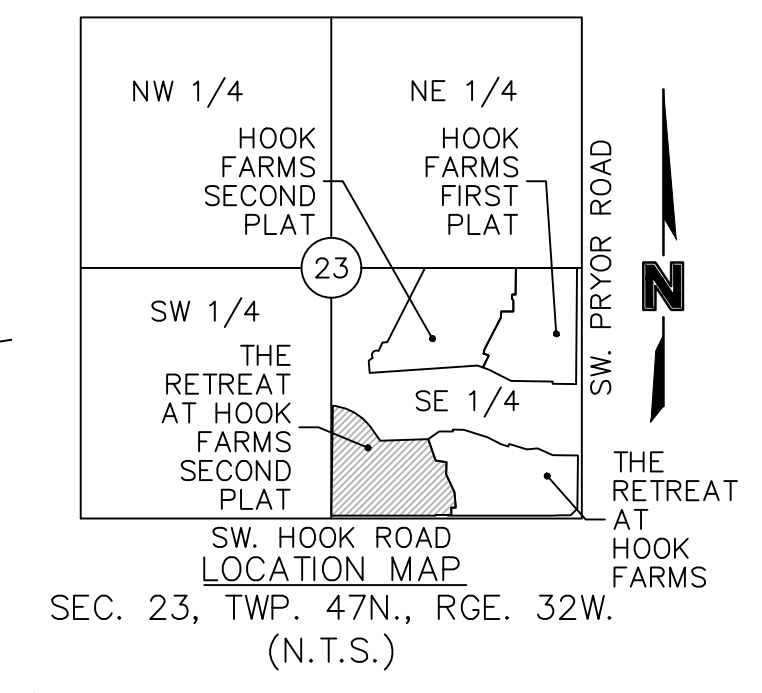 NW 1/4
NE 1/4
HOOK
FARMS
SECOND
PLAT
HOOK
FARMS
FIRST
PLAT
SW. PRYOR ROAD
N
23
SW 1/4
THE
RETREAT
AT HOOK
FARMS
SECOND
PLAT
SE 1/4
THE
RETREAT
AT
HOOK
FARMS
SW. HOOK ROAD
LOCATION MAP
SEC. 23, TWP. 47N., RGE. 32W.
(N.T.S.)